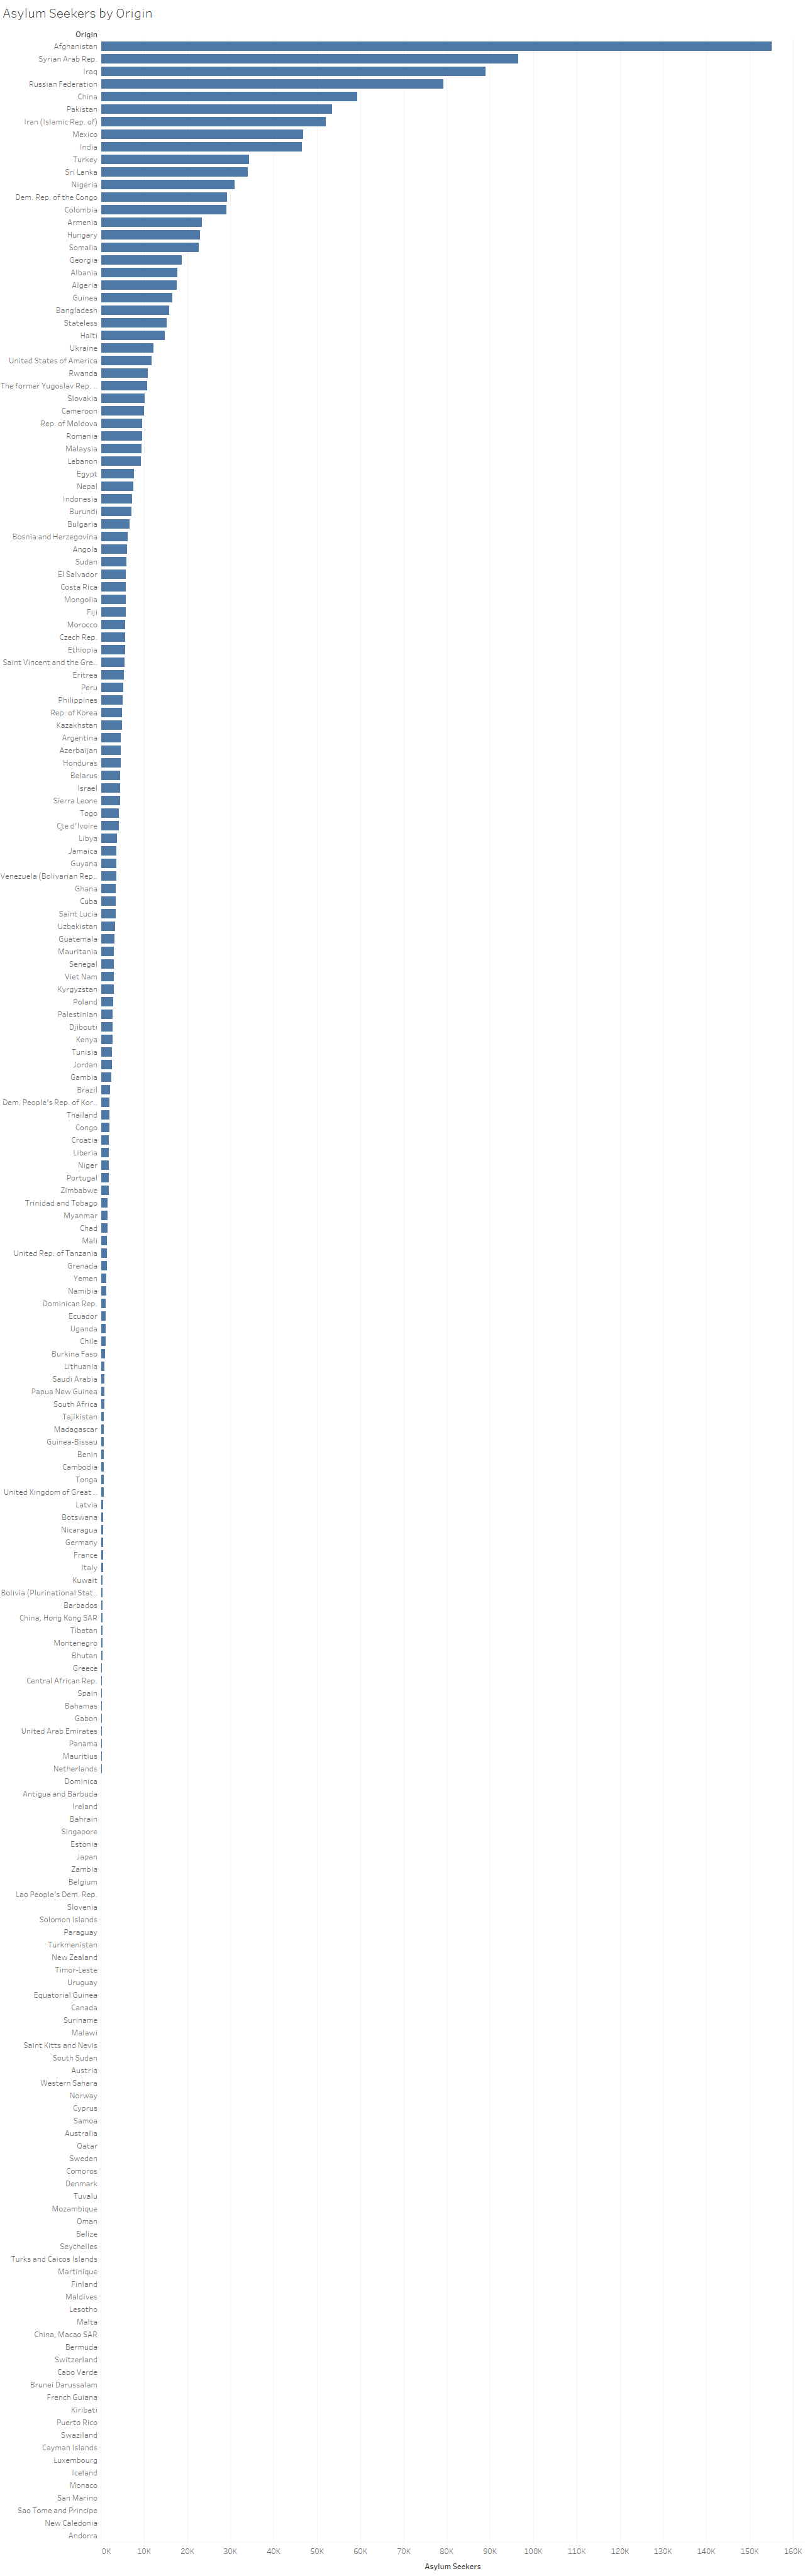 Asylum Seekers by Origin
Origin
Afghanistan
Syrian Arab Rep.
Iraq
Russian Federation
China
Pakistan
Iran (Islamic Rep. of)
Mexico
India
Turkey
Sri Lanka
Nigeria
Dem. Rep. of the Congo
Colombia
Armenia
Hungary
Somalia
Georgia
Albania
Algeria
Guinea
Bangladesh
Stateless
Haiti
Ukraine
United States of America
Rwanda
The former Yugoslav Rep. ..
Slovakia
Cameroon
Rep. of Moldova
Romania
Malaysia
Lebanon
Egypt
Nepal
Indonesia
Burundi
Bulgaria
Bosnia and Herzegovina
Angola
Sudan
El Salvador
Costa Rica
Mongolia
Fiji
Morocco
Czech Rep.
Ethiopia
Saint Vincent and the Gre..
Eritrea
Peru
Philippines
Rep. of Korea
Kazakhstan
Argentina
Azerbaijan
Honduras
Belarus
Israel
Sierra Leone
Togo
Çte d'Ivoire
Libya
Jamaica
Guyana
Venezuela (Bolivarian Rep..
Ghana
Cuba
Saint Lucia
Uzbekistan
Guatemala
Mauritania
Senegal
Viet Nam
Kyrgyzstan
Poland
Palestinian
Djibouti
Kenya
Tunisia
Jordan
Gambia
Brazil
Dem. People's Rep. of Kor..
Thailand
Congo
Croatia
Liberia
Niger
Portugal
Zimbabwe
Trinidad and Tobago
Myanmar
Chad
Mali
United Rep. of Tanzania
Grenada
Yemen
Namibia
Dominican Rep.
Ecuador
Uganda
Chile
Burkina Faso
Lithuania
Saudi Arabia
Papua New Guinea
South Africa
Tajikistan
Madagascar
Guinea-Bissau
Benin
Cambodia
Tonga
United Kingdom of Great ..
Latvia
Botswana
Nicaragua
Germany
France
Italy
Kuwait
Bolivia (Plurinational Stat..
Barbados
China, Hong Kong SAR
Tibetan
Montenegro
Bhutan
Greece
Central African Rep.
Spain
Bahamas
Gabon
United Arab Emirates
Panama
Mauritius
Netherlands
Dominica
Antigua and Barbuda
Ireland
Bahrain
Singapore
Estonia
Japan
Zambia
Belgium
Lao People's Dem. Rep.
Slovenia
Solomon Islands
Paraguay
Turkmenistan
New Zealand
Timor-Leste
Uruguay
Equatorial Guinea
Canada
Suriname
Malawi
Saint Kitts and Nevis
South Sudan
Austria
Western Sahara
Norway
Cyprus
Samoa
Australia
Qatar
Sweden
Comoros
Denmark
Tuvalu
Mozambique
Oman
Belize
Seychelles
Turks and Caicos Islands
Martinique
Finland
Maldives
Lesotho
Malta
China, Macao SAR
Bermuda
Switzerland
Cabo Verde
Brunei Darussalam
French Guiana
Kiribati
Puerto Rico
Swaziland
Cayman Islands
Luxembourg
Iceland
Monaco
San Marino
Sao Tome and Principe
New Caledonia
Andorra
0K 10K 20K 30K 40K 50K 60K 70K 80K 90K 100K 110K 120K 130K 140K 150K 160K
Asylum Seekers